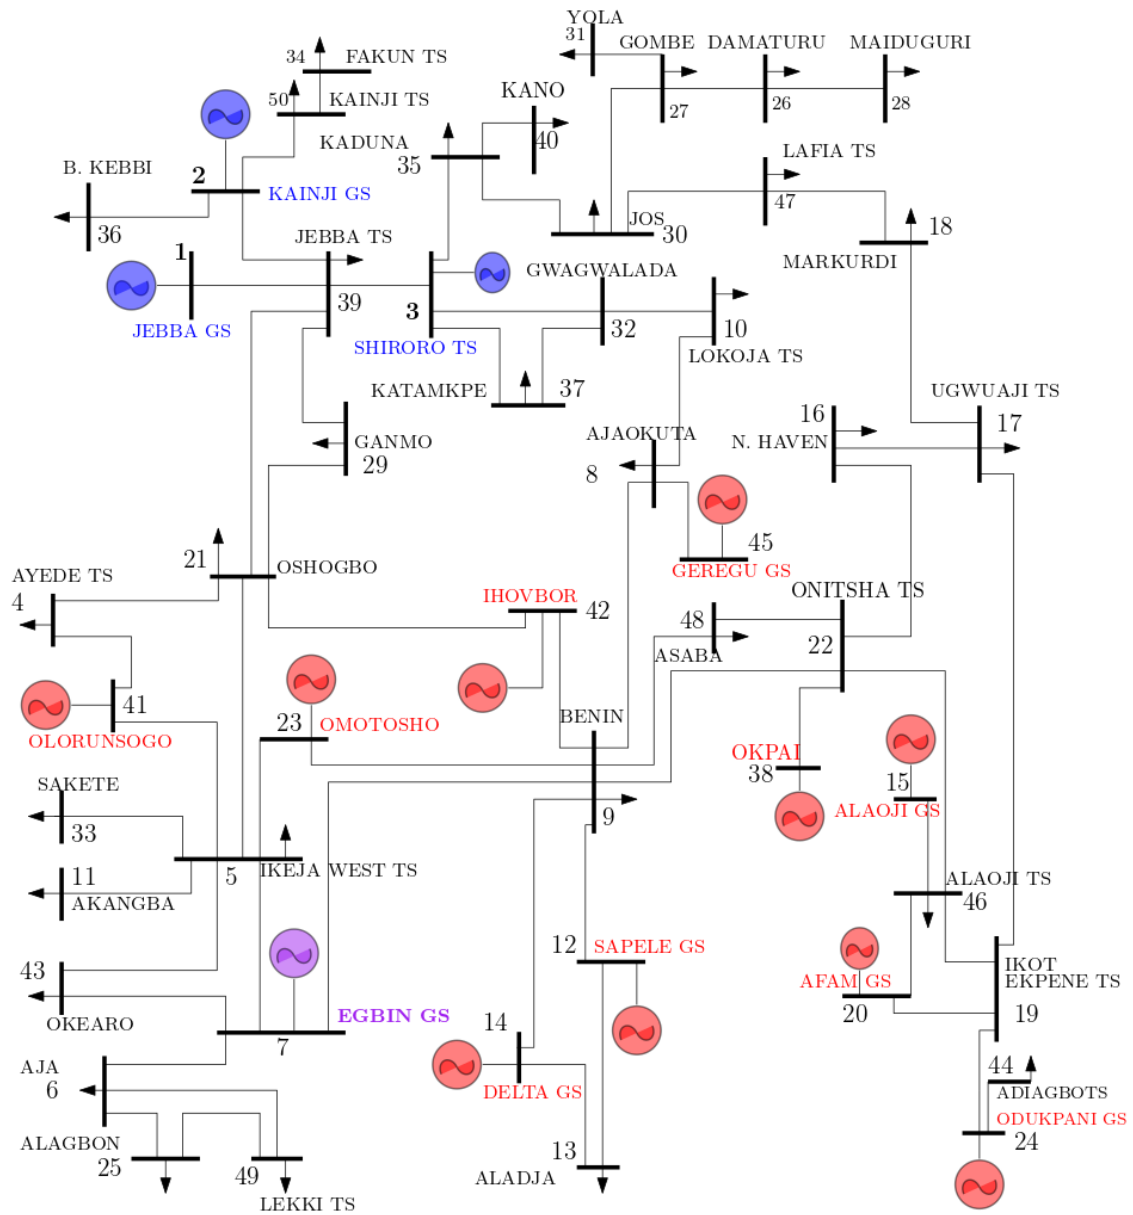 YOLA
31
GOMBE
DAMATURU
MAIDUGURI
34
FAKUN TS
50
KAINJI TS
KANO
40
27
26
28
KADUNA
35
LAFIA TS
47
B. KEBBI
2
KAINJI GS
36
JOS
30
18
MARKURDI
JEBBA TS
1
39
JEBBA GS
3
SHIRORO TS
GWAGWALADA
32
10
LOKOJA TS
KATAMKPE
37
UGWUAJI TS
17
16
N. HAVEN
AJAOKUTA
8
GANMO
29
45
GEREGU GS
21
OSHOGBO
AYEDE TS
4
IHOVBOR
42
ONITSHA TS
22
48
ASABA
41
OLORUNSOGO
23
OMOTOSHO
BENIN
9
OKPAI
38
15
ALAOJI GS
SAKETE
33
5
IKEJA WEST TS
11
AKANGBA
ALAOJI TS
46
12
SAPELE GS
43
OKEARO
EGBIN GS
7
AFAM GS
20
IKOT
EKPENE TS
19
14
DELTA GS
AJA
6
44
ADIAGBOTS
ODUKPANI GS
24
ALAGBON
25
49
LEKKI TS
13
ALADJA